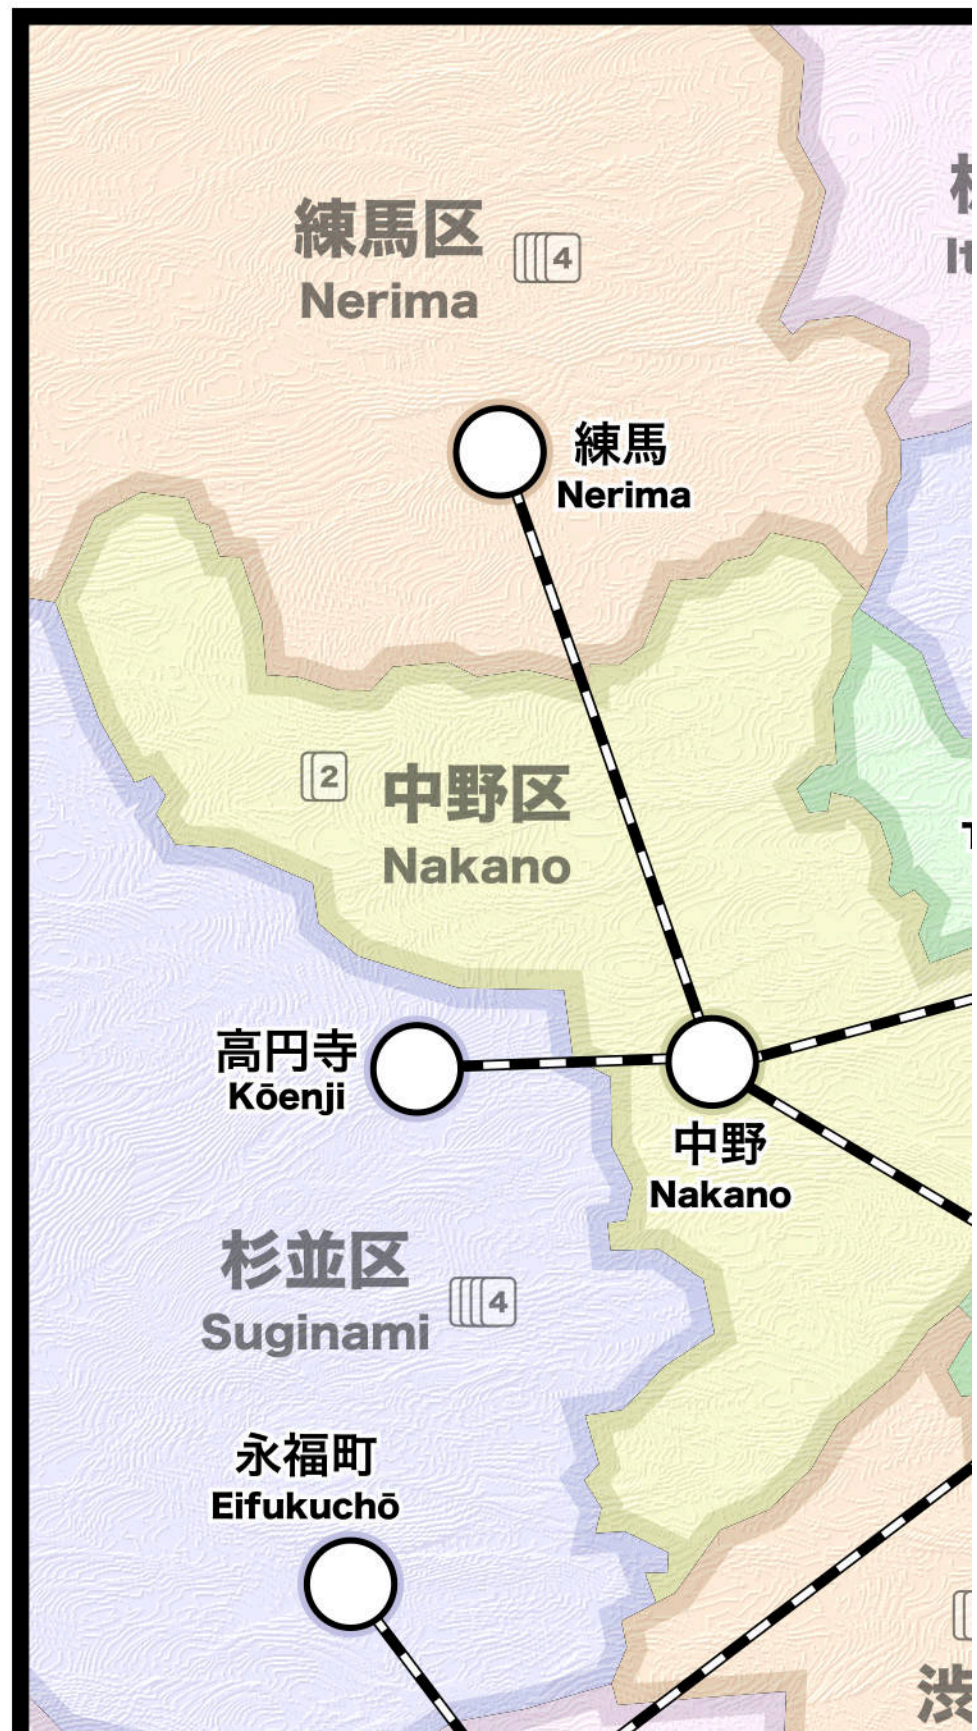 練馬区
Nerima
4
練馬
Nerima
2
中野区
Nakano
高円寺
Kōenji
中野
Nakano
杉並区
Suginami
4
永福町
Eifukuchō
渋